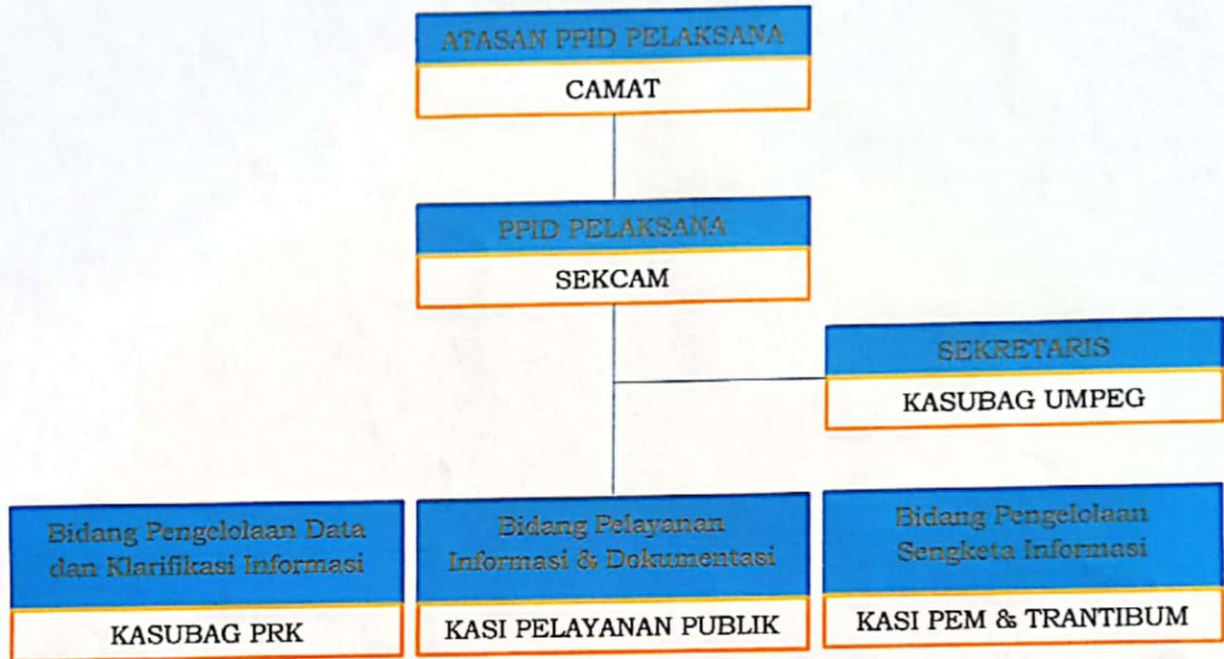 ATASAN PPID PELAKSANA
CAMAT
PPID PELAKSANA
SEKCAM
SEKRETARIS
KASUBAG UMPEG
Bidang Pengelolaan Data
dan Klarifikasi Informasi
KASUBAG PRK
Bidang Pelayanan
Informasi & Dokumentasi
KASI PELAYANAN PUBLIK
Bidang Pengelolaan
Sengketa Informasi
KASI PEM & TRANTIBUM